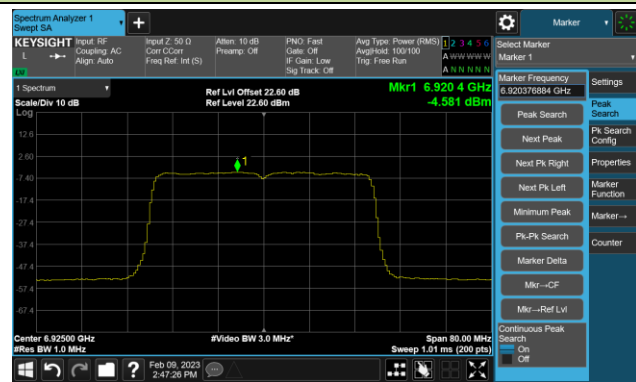 Spectrum Analyzer 1
Swept SA
+
Marker
KEYSIGHT
L
LW
Input: RF
Coupling: AC
Align: Auto
Input Z: 50 Ω
Corr CCorr
Freq Ref: Int (S)
Atten: 10 dB
Preamp: Off
PNO: Fast
Gate: Off
IF Gain: Low
Sig Track: Off
Avg Type: Power (RMS)
Avg|Hold: 100/100
Trig: Free Run
1 2 3 4 5 6
A W W W W W
A N N N N N
Select Marker
Marker 1
1 Spectrum
Scale/Div 10 dB
Log
Ref Lvl Offset 22.60 dB
Ref Level 22.60 dBm
Mkr1 6.920 4 GHz
-4.581 dBm
12.6
2.60
-7.40
-17.4
-27.4
-37.4
-47.4
-57.4
-67.4
1
Center 6.92500 GHz
#Res BW 1.0 MHz
#Video BW 3.0 MHz*
Span 80.00 MHz
Sweep 1.01 ms (200 pts)
Marker Frequency
6.920376884 GHz
Peak Search
Next Peak
Next Pk Right
Next Pk Left
Minimum Peak
Pk-Pk Search
Marker Delta
Mkr→CF
Mkr→Ref Lvl
Continuous Peak
Search
On
Off
Settings
Peak
Search
Pk Search
Config
Properties
Marker
Function
Marker→
Counter
?
Feb 09, 2023
2:47:26 PM